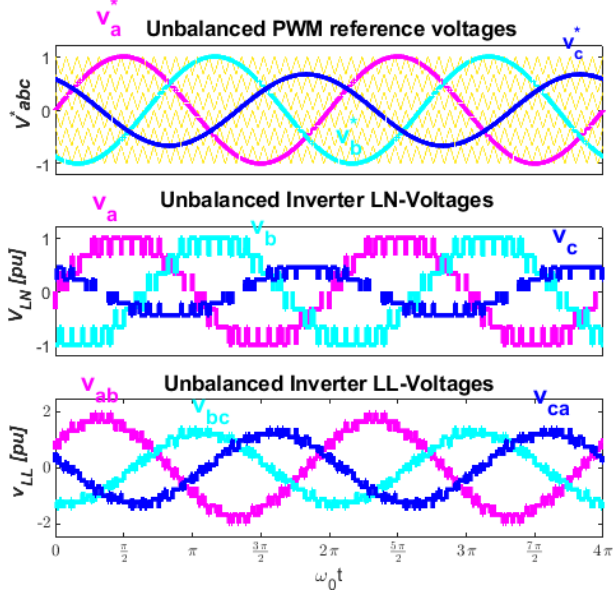 Unbalanced PWM reference voltages
v*a
v*b
v*c
V*abc
1
0
-1
Unbalanced Inverter LN-Voltages
va
vb
vc
VLN [pu]
1
0
-1
Unbalanced Inverter LL-Voltages
vab
vbc
vca
vLL [pu]
2
0
-2
0 π/2 π 3π/2 2π 5π/2 3π 7π/2 4π
ω0t